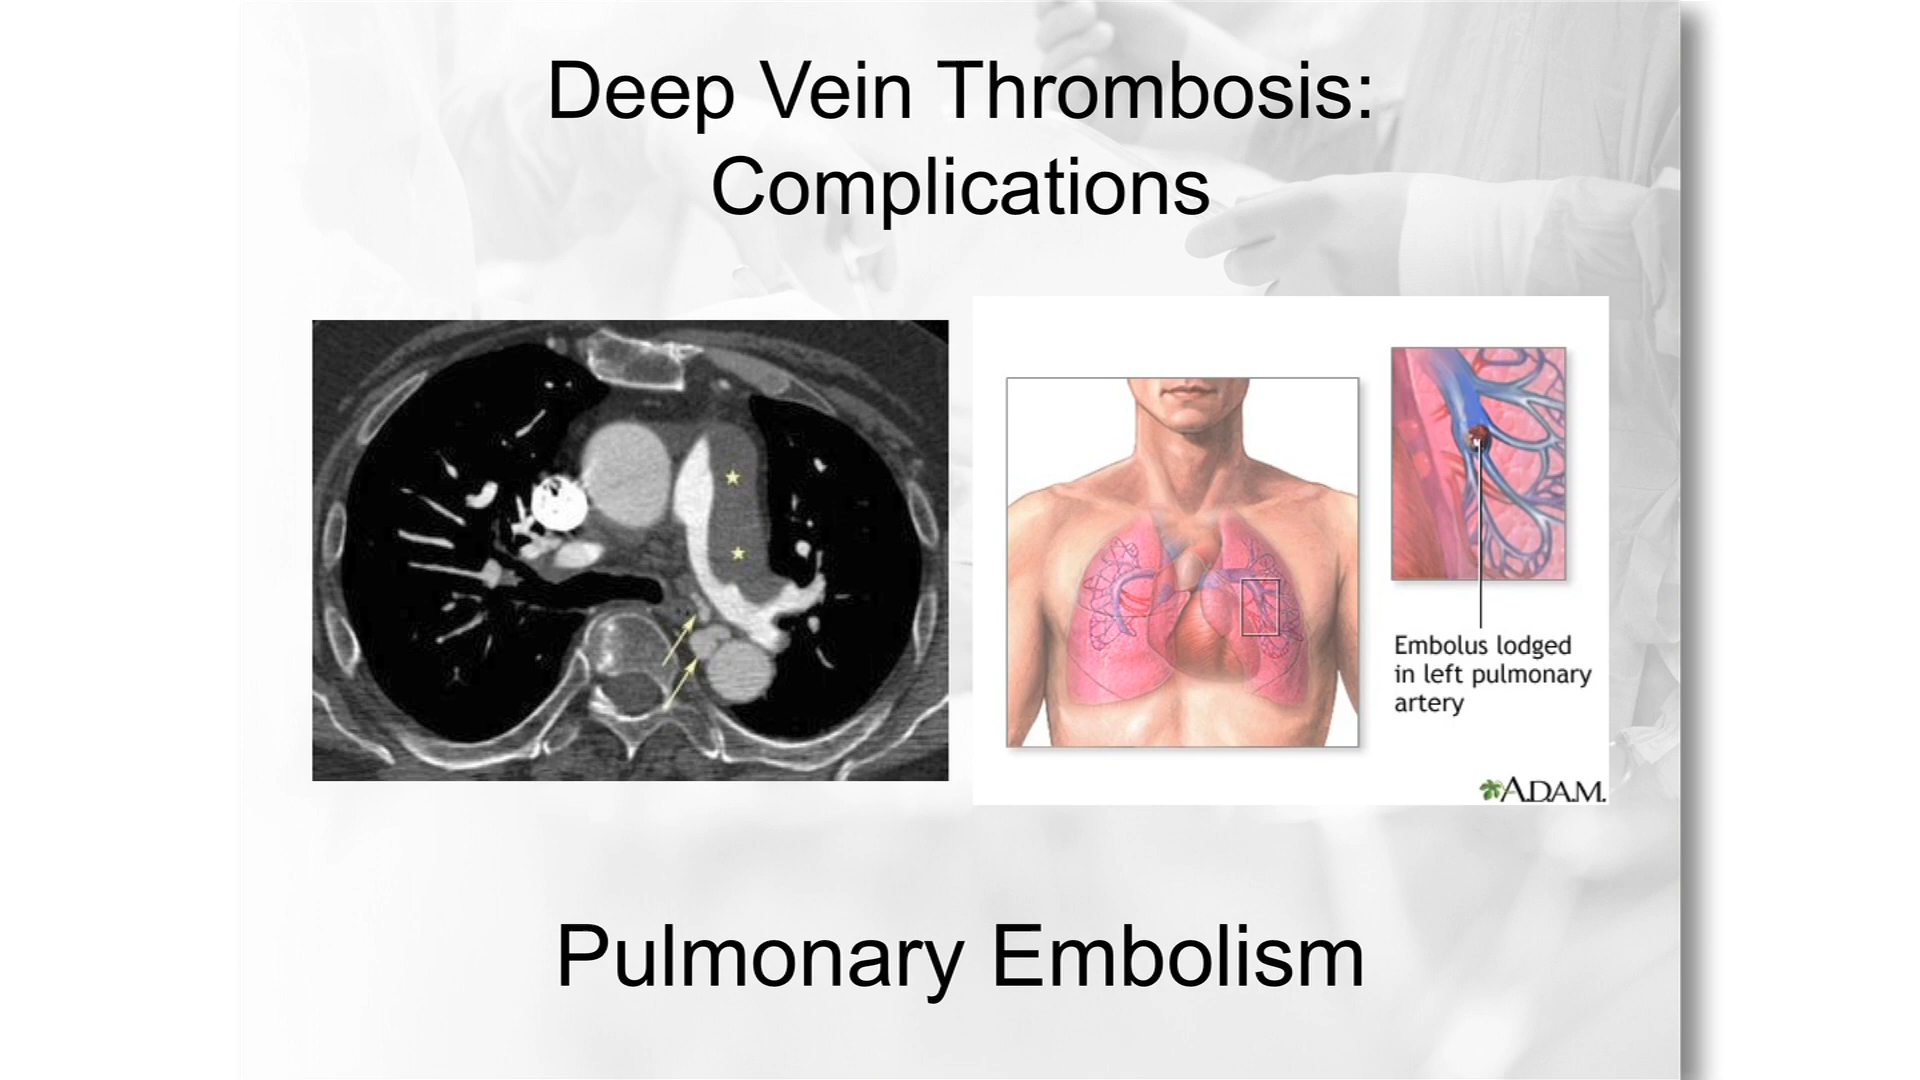 Deep Vein Thrombosis:
Complications
Embolus lodged
in left pulmonary
artery
A.D.A.M.
Pulmonary Embolism